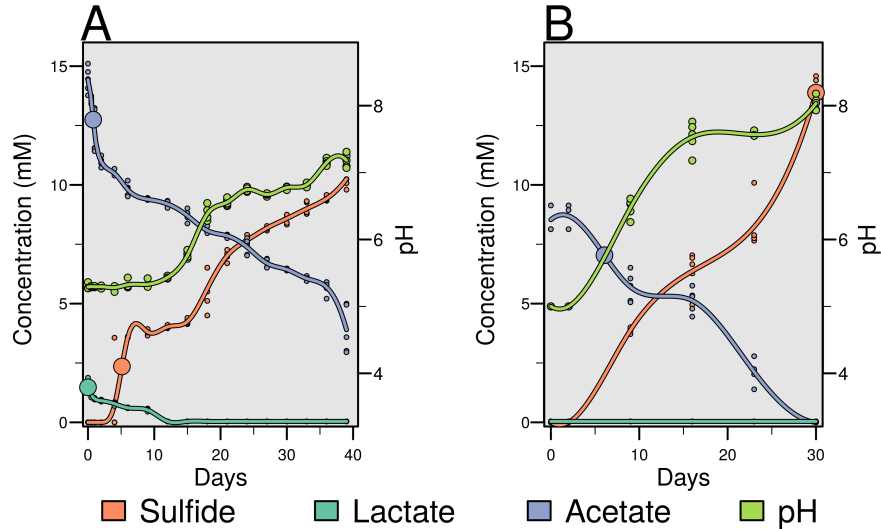 A
B
15
10
5
0
Concentration (mM)
8
6
4
pH
0
10
20
30
40
Days
15
10
5
0
Concentration (mM)
8
6
4
pH
0
10
20
30
Days
Sulfide
Lactate
Acetate
pH